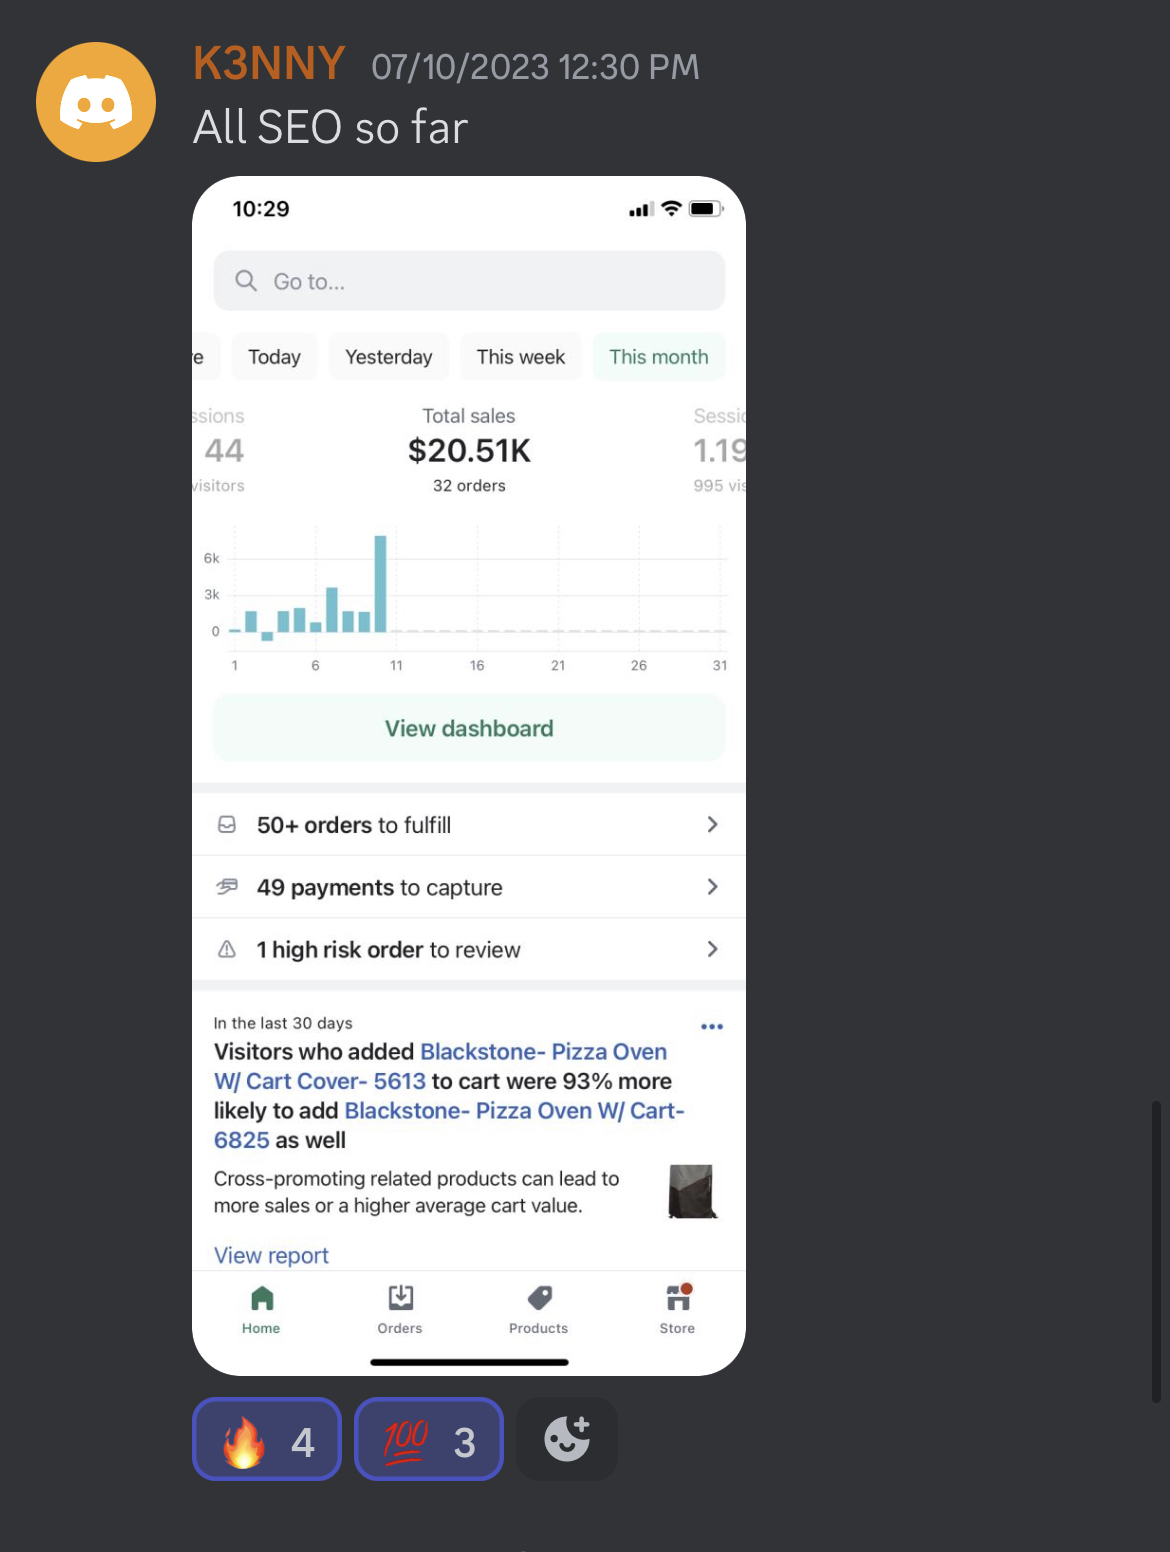 K3NNY 07/10/2023 12:30 PM
All SEO so far
10:29
Go to...
Today Yesterday This week This month
Total sales
44 $20.51K 1.19
visitors 32 orders 995
6k
3k
0
1 6 11 16 21 26 31
View dashboard
50+ orders to fulfill
49 payments to capture
1 high risk order to review
In the last 30 days
Visitors who added Blackstone- Pizza Oven
W/ Cart Cover- 5613 to cart were 93% more
likely to add Blackstone- Pizza Oven W/ Cart-
6825 as well
Cross-promoting related products can lead to
more sales or a higher average cart value.
View report
Home Orders Products Store
100
4 3